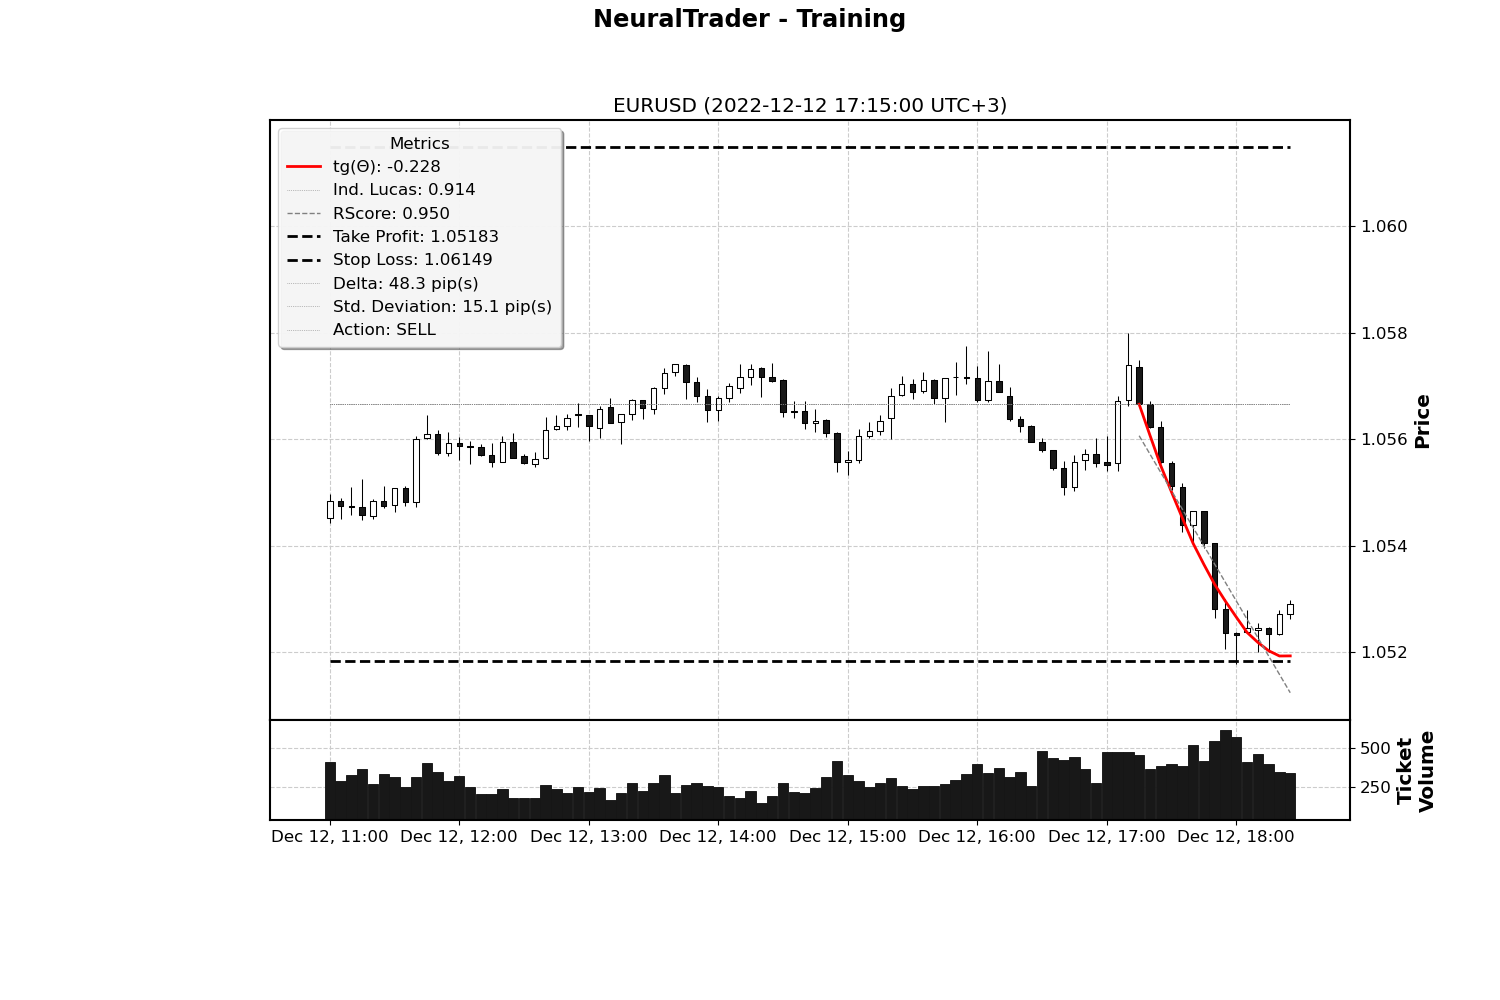 NeuralTrader - Training
EURUSD (2022-12-12 17:15:00 UTC+3)
Metrics
tg(Θ): -0.228
Ind. Lucas: 0.914
RScore: 0.950
Take Profit: 1.05183
Stop Loss: 1.06149
Delta: 48.3 pip(s)
Std. Deviation: 15.1 pip(s)
Action: SELL
1.060
1.058
1.056
1.054
1.052
Price
500
250
Ticket
Volume
Dec 12, 11:00 Dec 12, 12:00 Dec 12, 13:00 Dec 12, 14:00 Dec 12, 15:00 Dec 12, 16:00 Dec 12, 17:00 Dec 12, 18:00